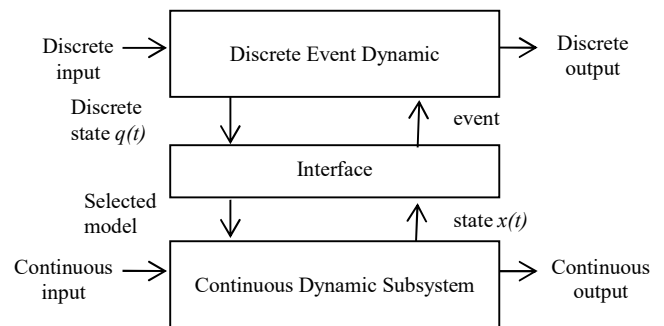 Discrete
input
Discrete Event Dynamic
Discrete
output
Discrete
state q(t)
event
Interface
Selected
model
state x(t)
Continuous
input
Continuous Dynamic Subsystem
Continuous
output